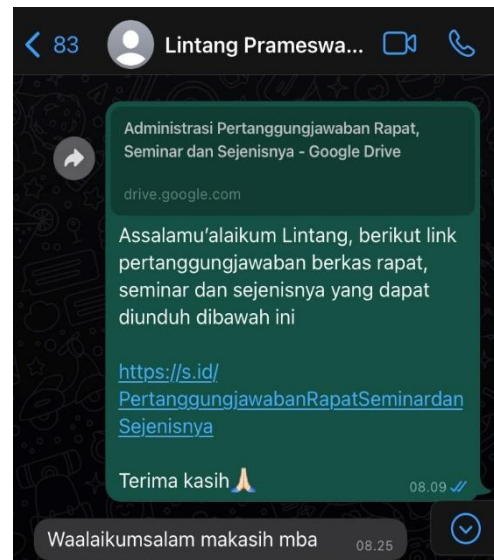 83
Lintang Prameswa...
Administrasi Pertanggungjawaban Rapat,
Seminar dan Sejenisnya - Google Drive
drive.google.com
Assalamu'alaikum Lintang, berikut link
pertanggungjawaban berkas rapat,
seminar dan sejenisnya yang dapat
diunduh dibawah ini
https://s.id/
PertanggungjawabanRapatSeminardan
Sejenisnya
Terima kasih🙏🏻
08.09
Waalaikumsalam makasih mba
08.25